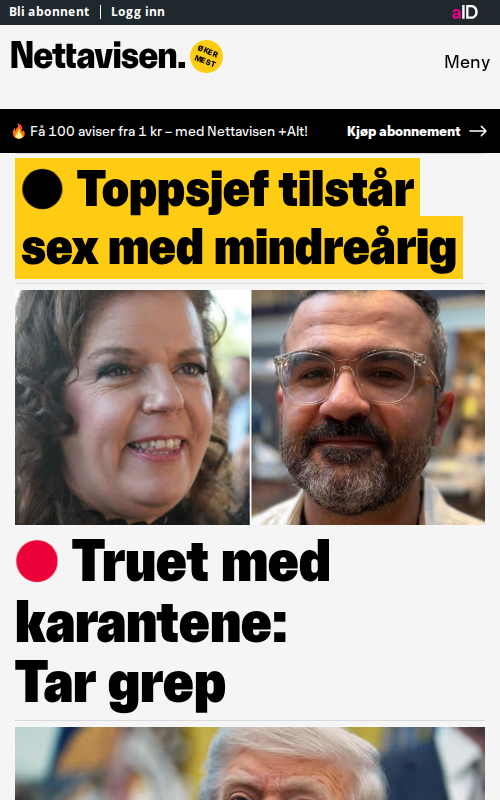 Bli abonnent Logg inn
aID
Nettavisen.
ØKER
MEST
Meny
Få 100 aviser fra 1 kr – med Nettavisen +Alt!
Kjøp abonnement
Toppsjef tilstår
sex med mindreårig
Truet med
karantene:
Tar grep